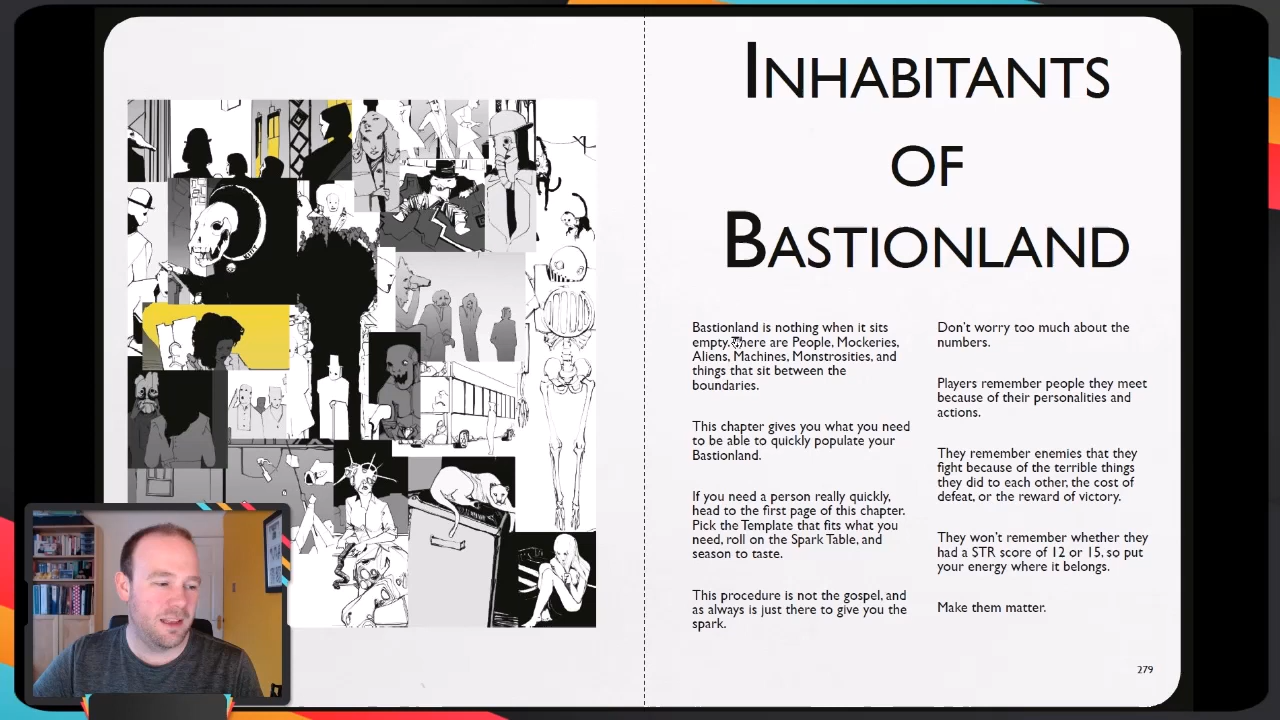 INHABITANTS
OF
BASTIONLAND
Bastionland is nothing when it sits
empty. There are People, Mockeries,
Aliens, Machines, Monstrosities, and
things that sit between the
boundaries.
This chapter gives you what you need
to be able to quickly populate your
Bastionland.
If you need a person really quickly,
head to the first page of this chapter.
Pick the Template that fits what you
need, roll on the Spark Table, and
season to taste.
This procedure is not the gospel, and
as always is just there to give you the
spark.
Don't worry too much about the
numbers.
Players remember people they meet
because of their personalities and
actions.
They remember enemies that they
fight because of the terrible things
they did to each other, the cost of
defeat, or the reward of victory.
They won't remember whether they
had a STR score of 12 or 15, so put
your energy where it belongs.
Make them matter.
279